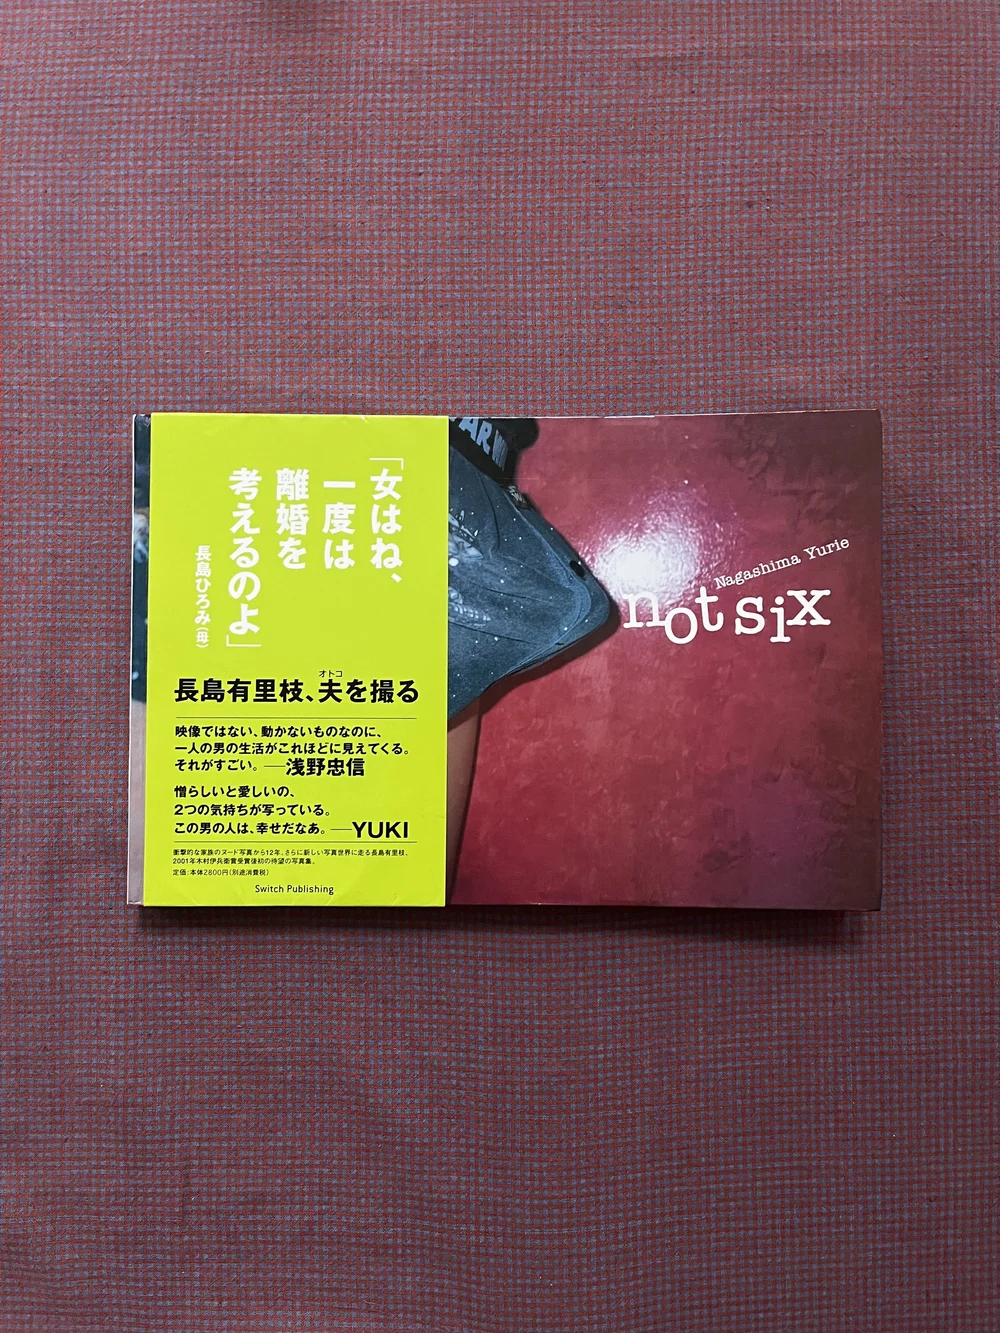 「女はね、
一度は
離婚を
考えるのよ」
長島ひろみ(母)
オトコ
長島有里枝、夫を撮る
映像ではない、動かないものなのに、
一人の男の生活がこれほどに見えてくる。
それがすごい。──浅野忠信
憎らしいと愛しいの、
2つの気持ちが写っている。
この男の人は、幸せだなあ。──YUKI
衝撃的な家族のヌード写真から12年。さらに新しい写真世界に走る長島有里枝、
2001年木村伊兵衛賞受賞後初の待望の写真集。
定価:本体2800円(別途消費税)
Switch Publishing
Nagashima Yurie
not six